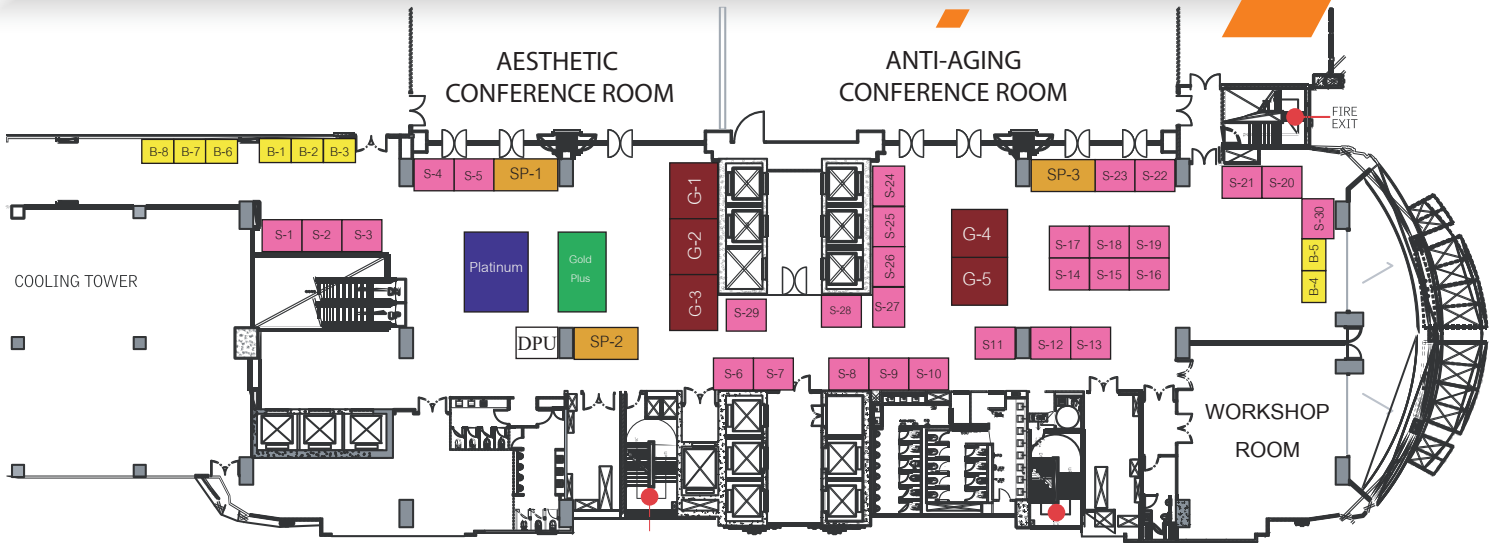 AESTHETIC
CONFERENCE ROOM
ANTI-AGING
CONFERENCE ROOM
FIRE
EXIT
B-8 B-7 B-6 B-1 B-2 B-3
S-4 S-5 SP-1
G-1
S-24
SP-3 S-23 S-22
S-21 S-20
S-30
S-1 S-2 S-3
G-2
S-25
G-4
S-17 S-18 S-19
B-5
Platinum
Gold
Plus
S-26
G-5
S-14 S-15 S-16
B-4
COOLING TOWER
G-3
S-29
S-28
S-27
DPU
SP-2
S11
S-12 S-13
S-6 S-7
S-8 S-9 S-10
WORKSHOP
ROOM